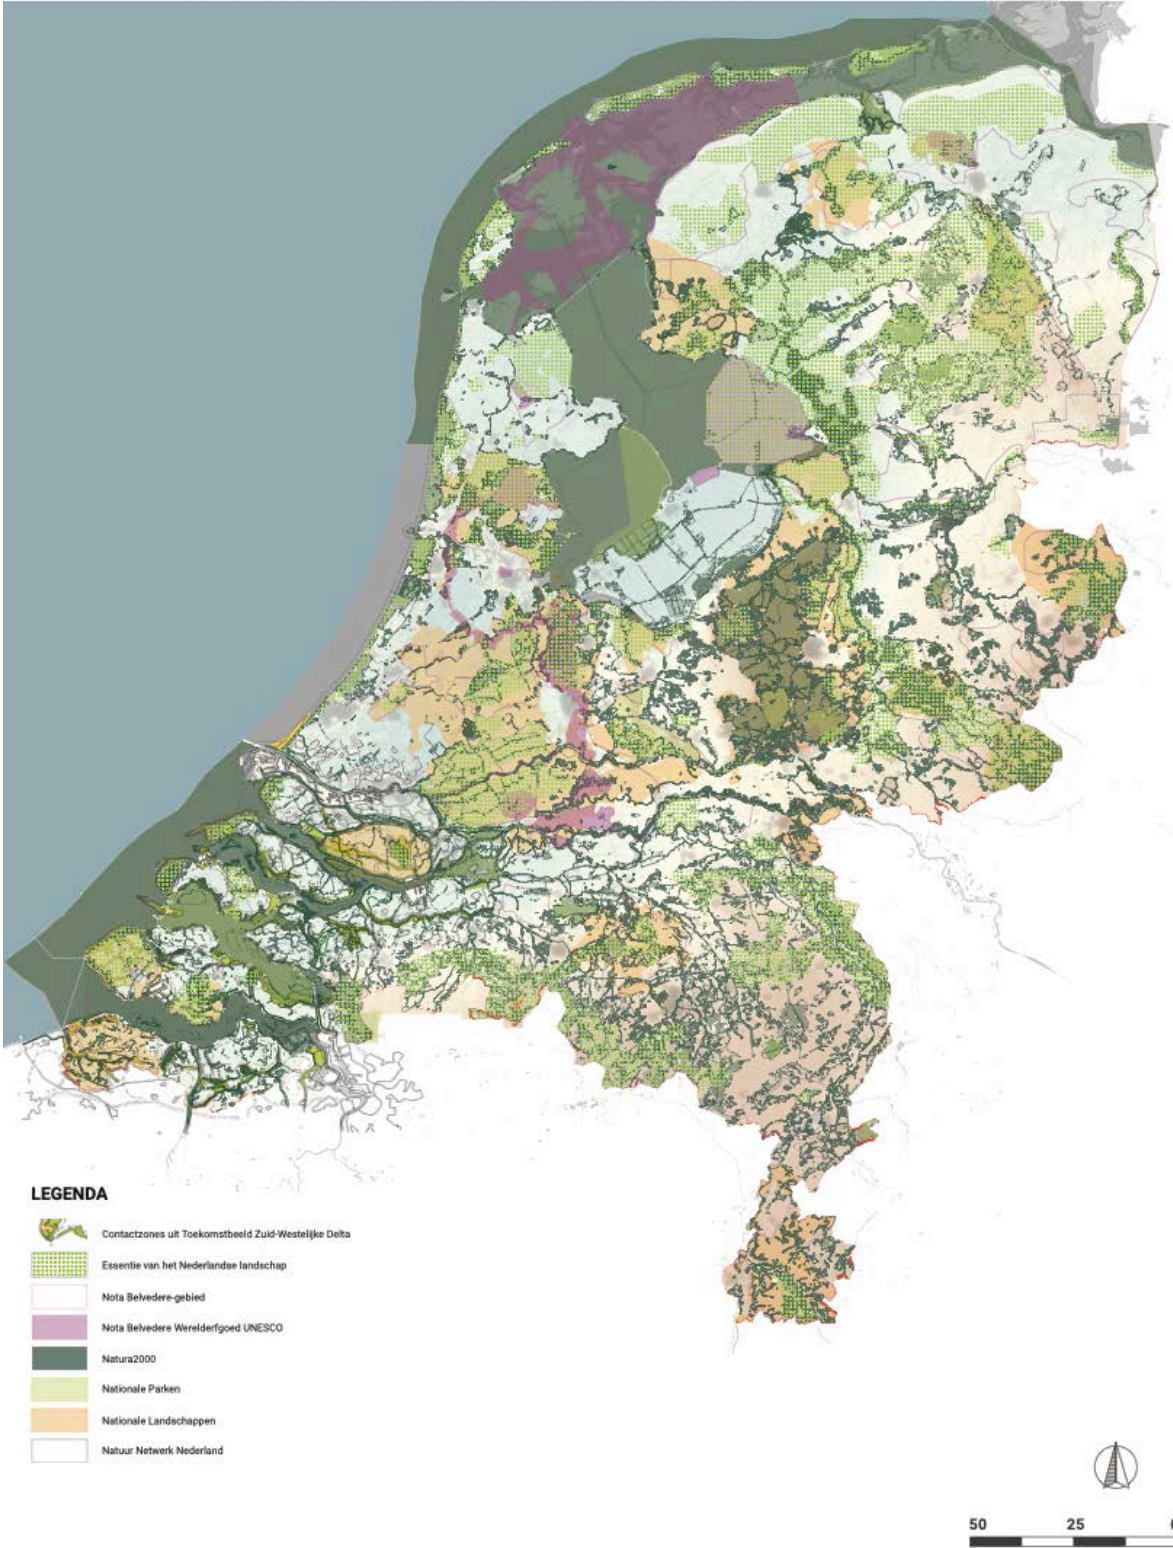 LEGENDA
Contactzones uit Toekomstbeeld Zuid-Westelijke Delta
Essentie van het Nederlandse landschap
Nota Belvedere-gebied
Nota Belvedere Werelderfgoed UNESCO
Natura2000
Nationale Parken
Nationale Landschappen
Natuur Netwerk Nederland
50 25